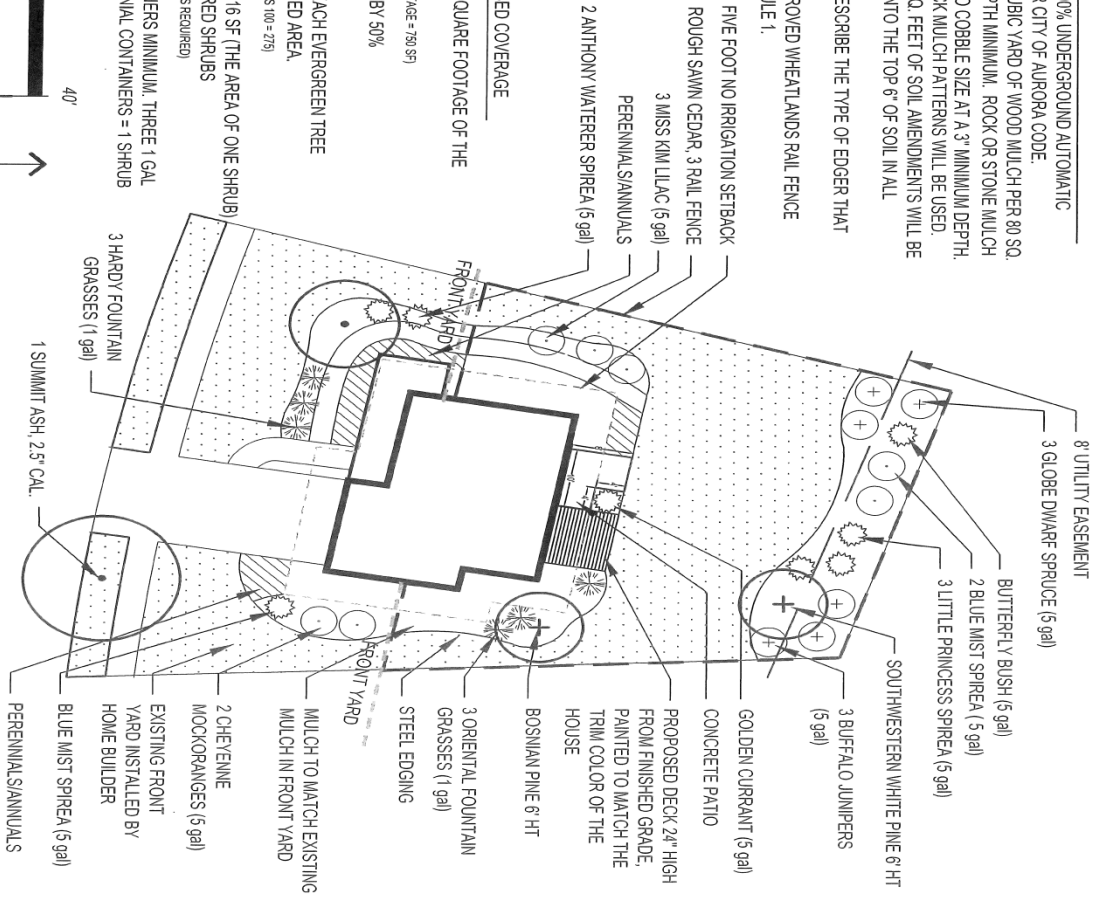 00% UNDERGROUND AUTOMATIC
R CITY OF AURORA CODE.
UBIC YARD OF WOOD MULCH PER 80 SQ.
PTH MINIMUM. ROCK OR STONE MULCH
O COBBLE SIZE AT A 3" MINIMUM DEPTH.
CK MULCH PATTERNS WILL BE USED.
Q. FEET OF SOIL AMENDMENTS WILL BE
NTO THE TOP 6" OF SOIL IN ALL
ESCRIBE THE TYPE OF EDGER THAT
ROVED WHEATLANDS RAIL FENCE
ULE 1.
ED COVERAGE
QUARE FOOTAGE OF THE
TAGE = 750 SF)
BY 50%
ACH EVERGREEN TREE
ED AREA.
S 100 = 275)
16 SF (THE AREA OF ONE SHRUB)
RED SHRUBS
S REQUIRED)
NERS MINIMUM. THREE 1 GAL
NIAL CONTAINERS = 1 SHRUB
40'
FIVE FOOT NO IRRIGATION SETBACK
ROUGH SAWN CEDAR, 3 RAIL FENCE
3 MISS KIM LILAC (5 gal)
PERENNIALS/ANNUALS
2 ANTHONY WATERER SPIREA (5 gal)
3 HARDY FOUNTAIN
GRASSES (1 gal)
1 SUMMIT ASH, 2.5" CAL.
FRONT YARD
FRONT YARD
8' UTILITY EASEMENT
3 GLOBE DWARF SPRUCE (5 gal)
BUTTERFLY BUSH (5 gal)
2 BLUE MIST SPIREA ( 5 gal)
3 LITTLE PRINCESS SPIREA (5 gal)
SOUTHWESTERN WHITE PINE 6' HT
3 BUFFALO JUNIPERS
(5 gal)
GOLDEN CURRANT (5 gal)
CONCRETE PATIO
PROPOSED DECK 24" HIGH
FROM FINISHED GRADE,
PAINTED TO MATCH THE
TRIM COLOR OF THE
HOUSE
BOSNIAN PINE 6' HT
3 ORIENTAL FOUNTAIN
GRASSES (1 gal)
STEEL EDGING
MULCH TO MATCH EXISTING
MULCH IN FRONT YARD
2 CHEYENNE
MOCKORANGES (5 gal)
EXISTING FRONT
YARD INSTALLED BY
HOME BUILDER
BLUE MIST SPIREA (5 gal)
PERENNIALS/ANNUALS